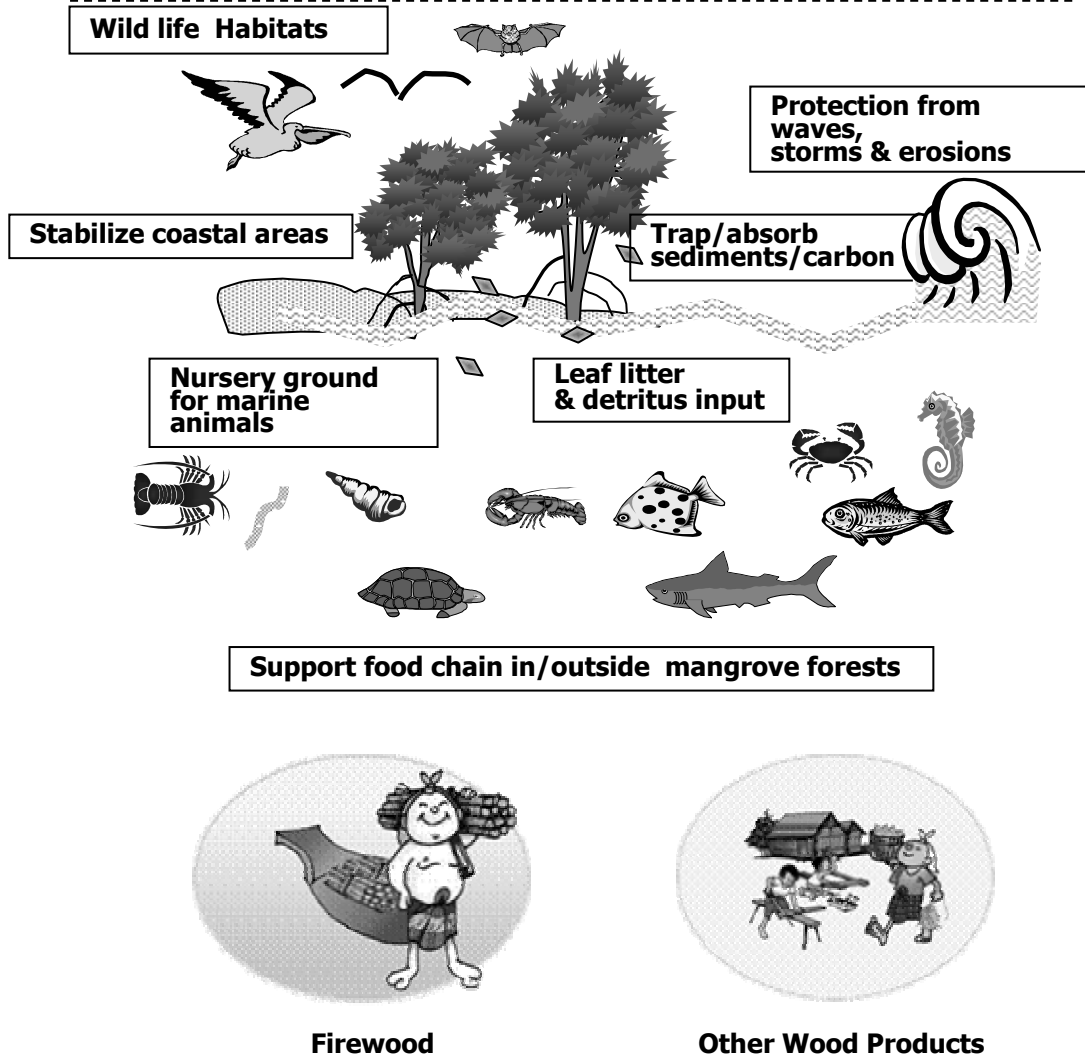 Wild life Habitats
Protection from
waves,
storms & erosions
Stabilize coastal areas
Trap/absorb
sediments/carbon
Nursery ground
for marine
animals
Leaf litter
& detritus input
Support food chain in/outside mangrove forests
Firewood
Other Wood Products